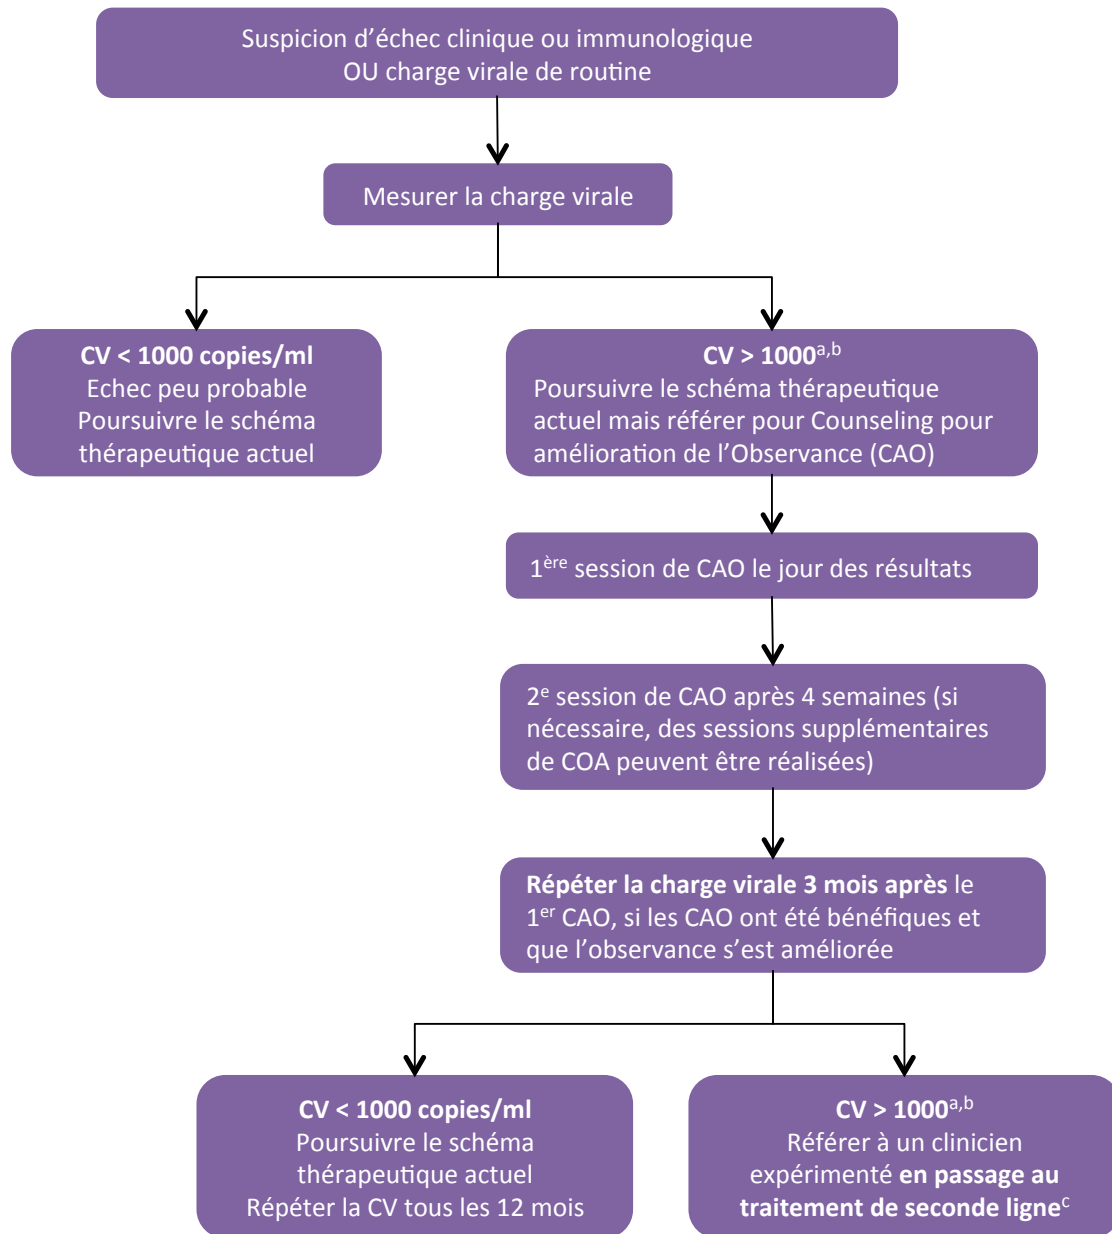 Suspicion d’échec clinique ou immunologique
OU charge virale de routine
Mesurer la charge virale
CV < 1000 copies/ml
Echec peu probable
Poursuivre le schéma
thérapeutique actuel
CV > 1000a,b
Poursuivre le schéma thérapeutique
actuel mais référer pour Counseling pour
amélioration de l’Observance (CAO)
1ère session de CAO le jour des résultats
2e session de CAO après 4 semaines (si
nécessaire, des sessions supplémentaires
de COA peuvent être réalisées)
Répéter la charge virale 3 mois après le
1er CAO, si les CAO ont été bénéfiques et
que l’observance s’est améliorée
CV < 1000 copies/ml
Poursuivre le schéma
thérapeutique actuel
Répéter la CV tous les 12 mois
CV > 1000a,b
Référer à un clinicien
expérimenté en passage au
traitement de seconde lignec